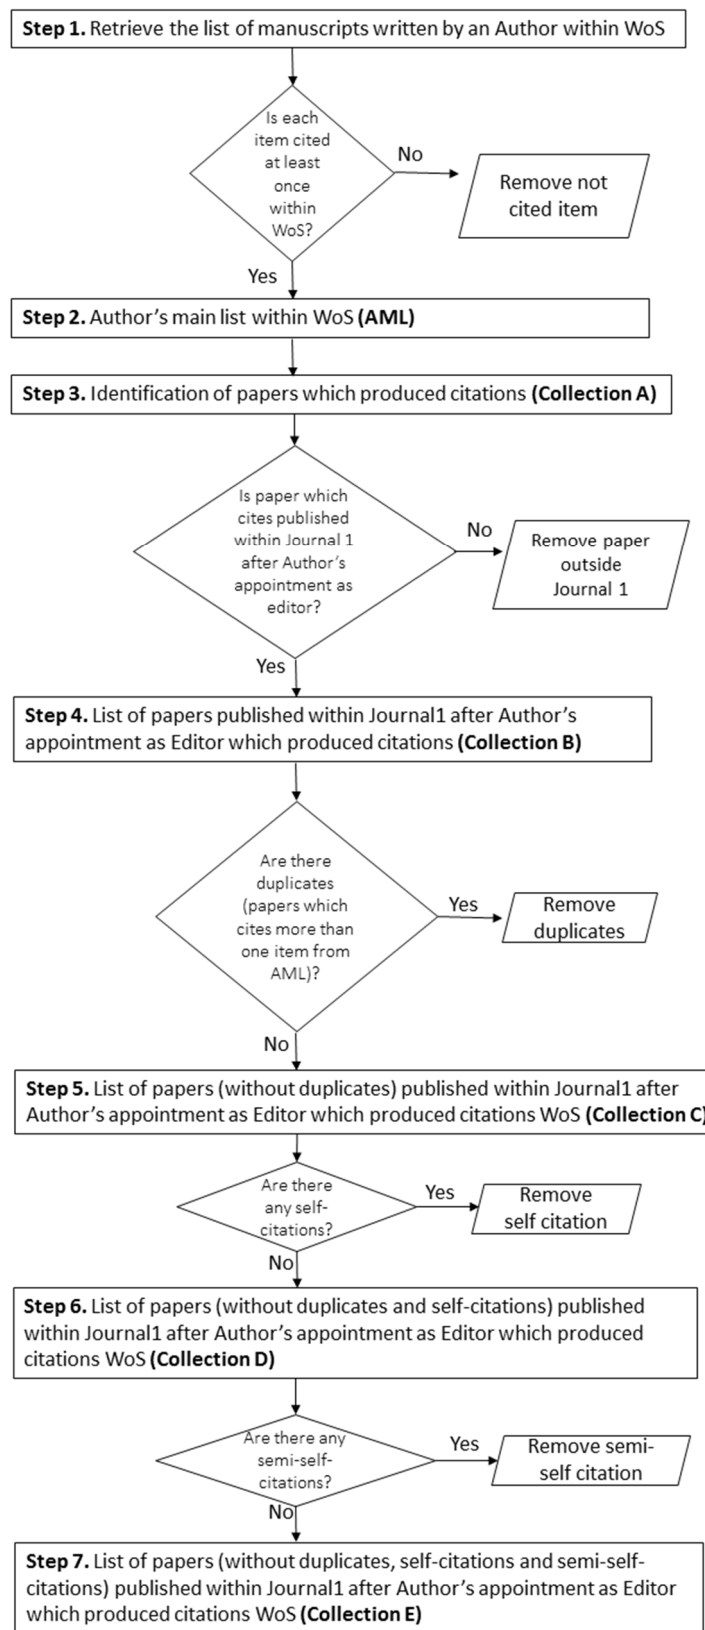 Step 1. Retrieve the list of manuscripts written by an Author within WoS
Is each
item cited
at least
once
within
WoS?
No
Remove not
cited item
Yes
Step 2. Author's main list within WoS (AML)
Step 3. Identification of papers which produced citations (Collection A)
Is paper which
cites published
within Journal 1
after Author's
appointment as
editor?
No
Remove paper
outside
Journal 1
Yes
Step 4. List of papers published within Journal1 after Author's
appointment as Editor which produced citations (Collection B)
Are there
duplicates
(papers which
cites more than
one item from
AML)?
Yes
Remove
duplicates
No
Step 5. List of papers (without duplicates) published within Journal1 after
Author's appointment as Editor which produced citations WoS (Collection C)
Are there
any self-
citations?
Yes
Remove
self citation
No
Step 6. List of papers (without duplicates and self-citations) published
within Journal1 after Author's appointment as Editor which produced
citations WoS (Collection D)
Are there any
semi-self-
citations?
Yes
Remove semi-
self citation
No
Step 7. List of papers (without duplicates, self-citations and semi-self-
citations) published within Journal1 after Author's appointment as Editor
which produced citations WoS (Collection E)